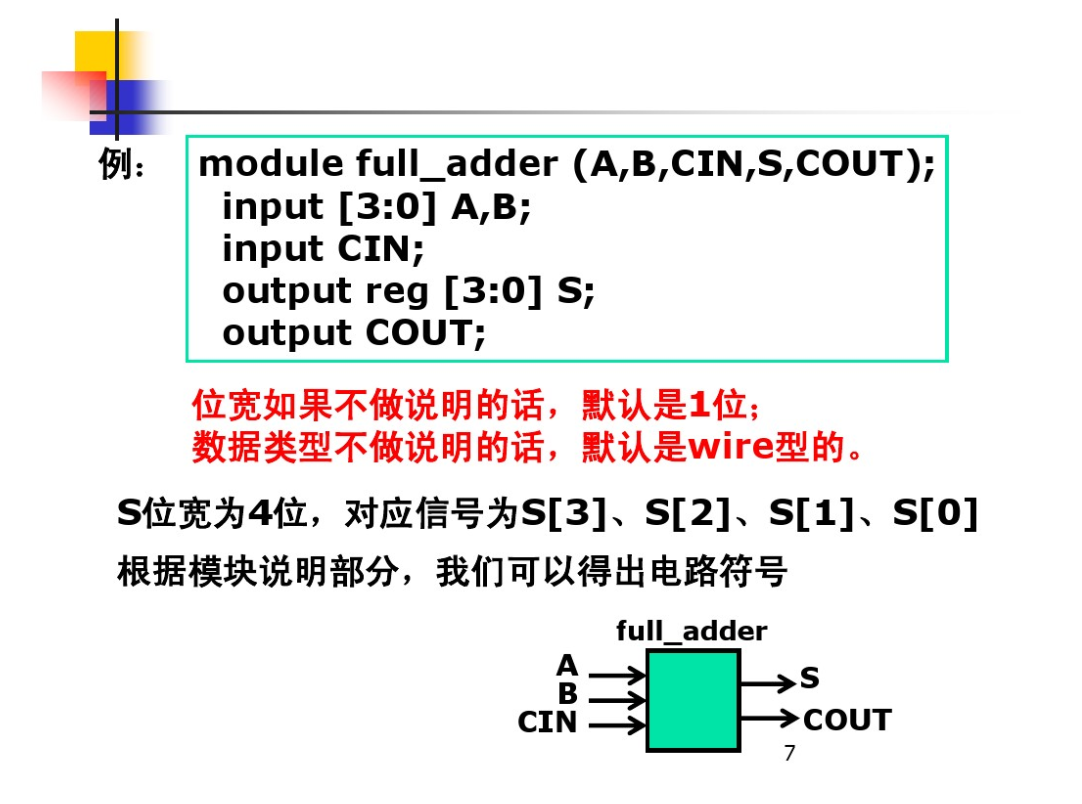 例：
module full_adder (A,B,CIN,S,COUT);
input [3:0] A,B;
input CIN;
output reg [3:0] S;
output COUT;
位宽如果不做说明的话，默认是1位；
数据类型不做说明的话，默认是wire型的。
S位宽为4位，对应信号为S[3]、S[2]、S[1]、S[0]
根据模块说明部分，我们可以得出电路符号
full_adder
A
B
CIN
S
COUT
7